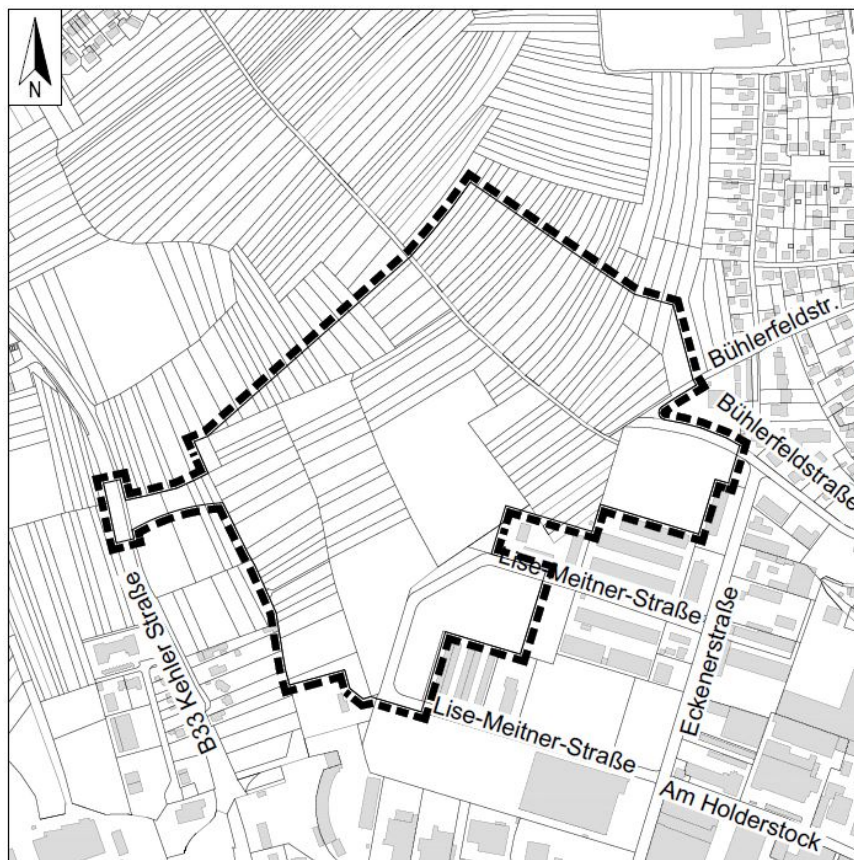 N
Bühlerfeldstr.
Bühlerfeldstraße
Lise-Meitner-Straße
Eckenerstraße
B33 Kehler Straße
Lise-Meitner-Straße
Am Holderstock